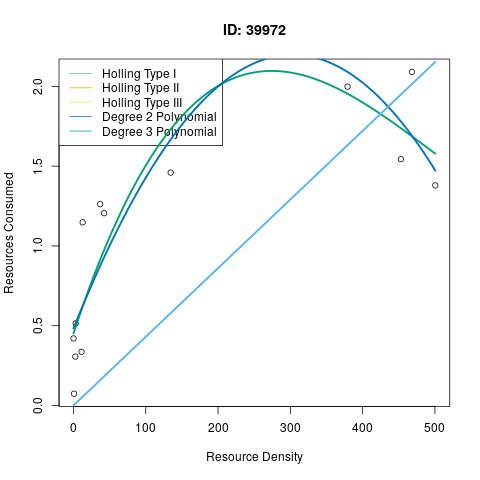 ID: 39972
Holling Type I
Holling Type II
Holling Type III
Degree 2 Polynomial
Degree 3 Polynomial
Resources Consumed
2.0
1.5
1.0
0.5
0.0
0 100 200 300 400 500
Resource Density